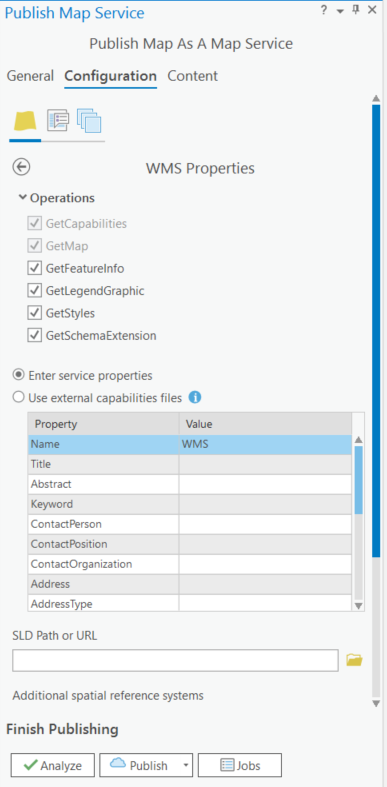 Publish Map Service
Publish Map As A Map Service
General Configuration Content
WMS Properties
Operations
GetCapabilities
GetMap
GetFeatureInfo
GetLegendGraphic
GetStyles
GetSchemaExtension
Enter service properties
Use external capabilities files
Property Value
Name WMS
Title
Abstract
Keyword
ContactPerson
ContactPosition
ContactOrganization
Address
AddressType
SLD Path or URL
Additional spatial reference systems
Finish Publishing
Analyze Publish Jobs